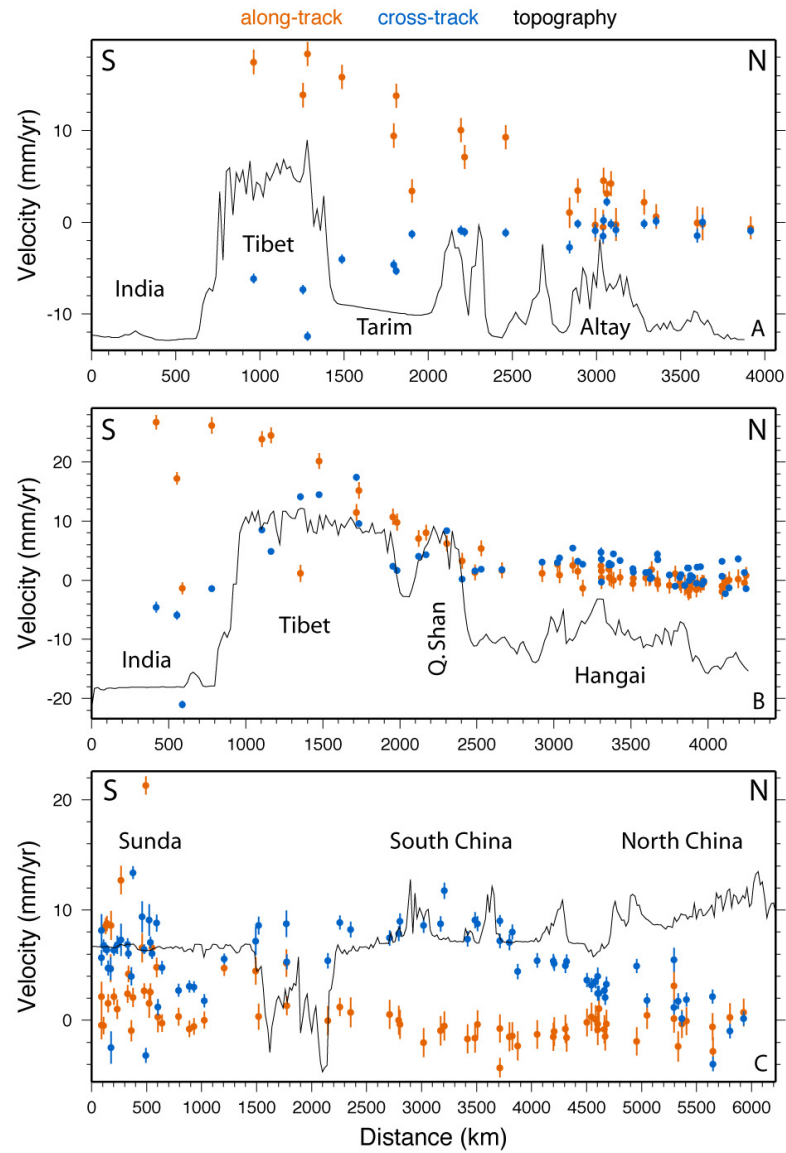 along-track cross-track topography
S N
10
0
-10
Velocity (mm/yr)
India
Tibet
Tarim
Altay
A
0 500 1000 1500 2000 2500 3000 3500 4000
S N
20
10
0
-10
-20
Velocity (mm/yr)
India
Tibet
Q. Shan
Hangai
B
0 500 1000 1500 2000 2500 3000 3500 4000
S N
Sunda South China North China
20
10
0
Velocity (mm/yr)
C
0 500 1000 1500 2000 2500 3000 3500 4000 4500 5000 5500 6000
Distance (km)